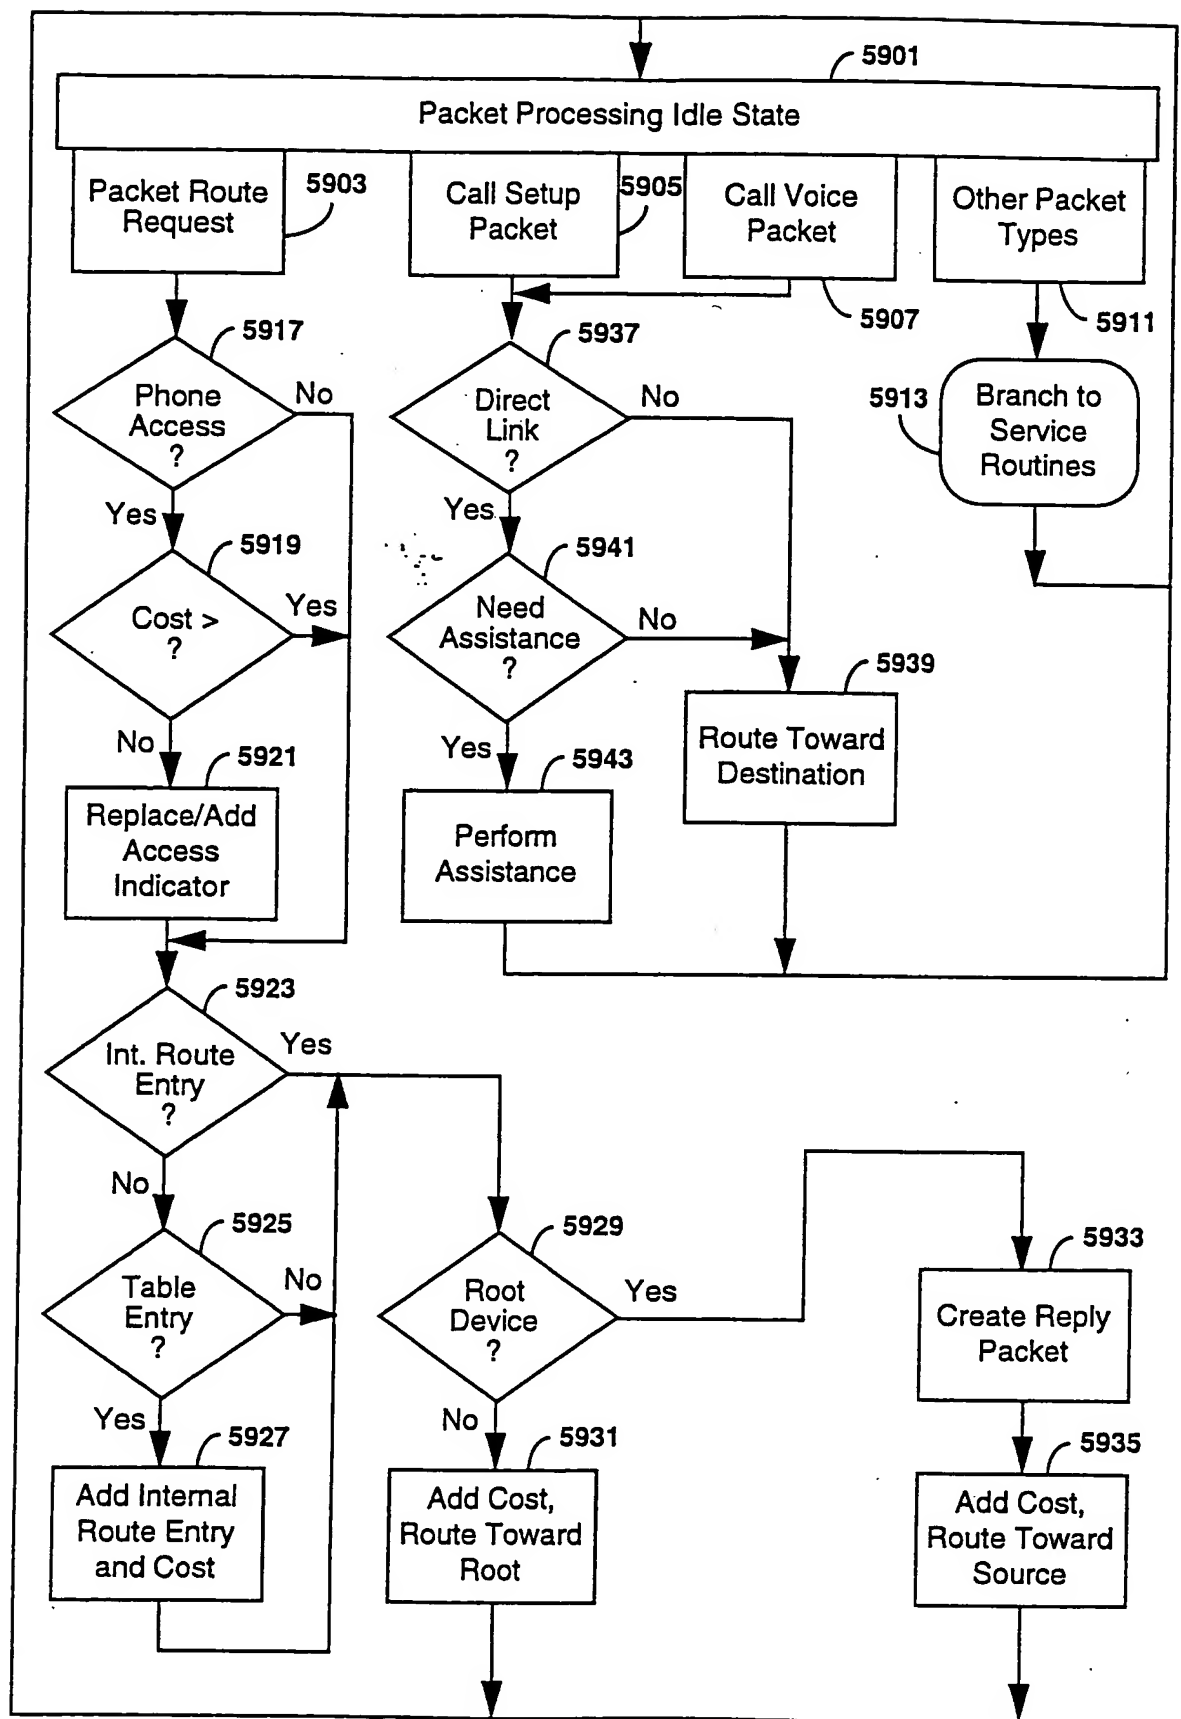 5901
Packet Processing Idle State
Packet Route
Request
5903
Call Setup
Packet
5905
Call Voice
Packet
5907
Other Packet
Types
5911
5917
Phone
Access
?
No
Yes
5919
Cost >
?
Yes
No
5921
Replace/Add
Access
Indicator
5937
Direct
Link
?
No
Yes
5941
Need
Assistance
?
No
Yes
5943
Perform
Assistance
5939
Route Toward
Destination
5913
Branch to
Service
Routines
5923
Int. Route
Entry
?
Yes
No
5925
Table
Entry
?
No
Yes
5927
Add Internal
Route Entry
and Cost
5929
Root
Device
?
Yes
No
5931
Add Cost,
Route Toward
Root
5933
Create Reply
Packet
5935
Add Cost,
Route Toward
Source